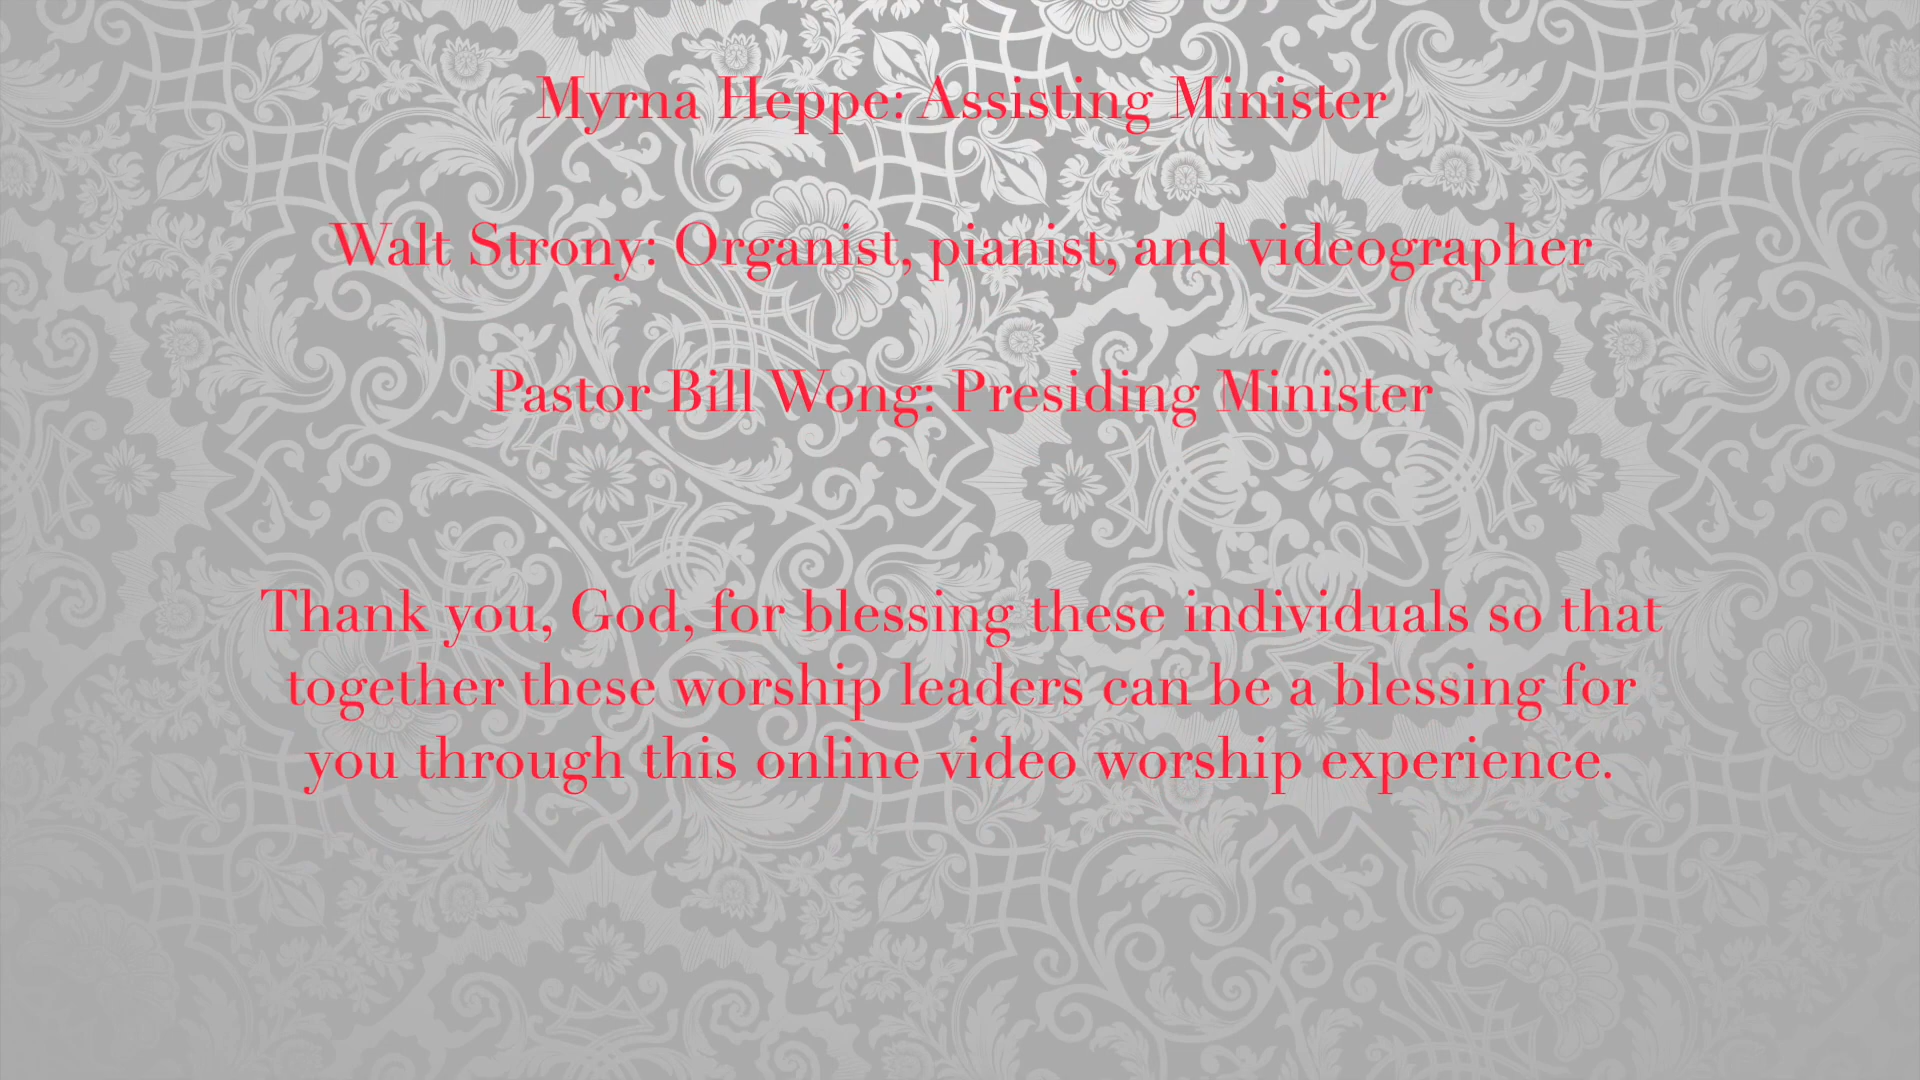 Myrna Heppe: Assisting Minister
Walt Strony: Organist, pianist, and videographer
Pastor Bill Wong: Presiding Minister
Thank you, God, for blessing these individuals so that
together these worship leaders can be a blessing for
you through this online video worship experience.